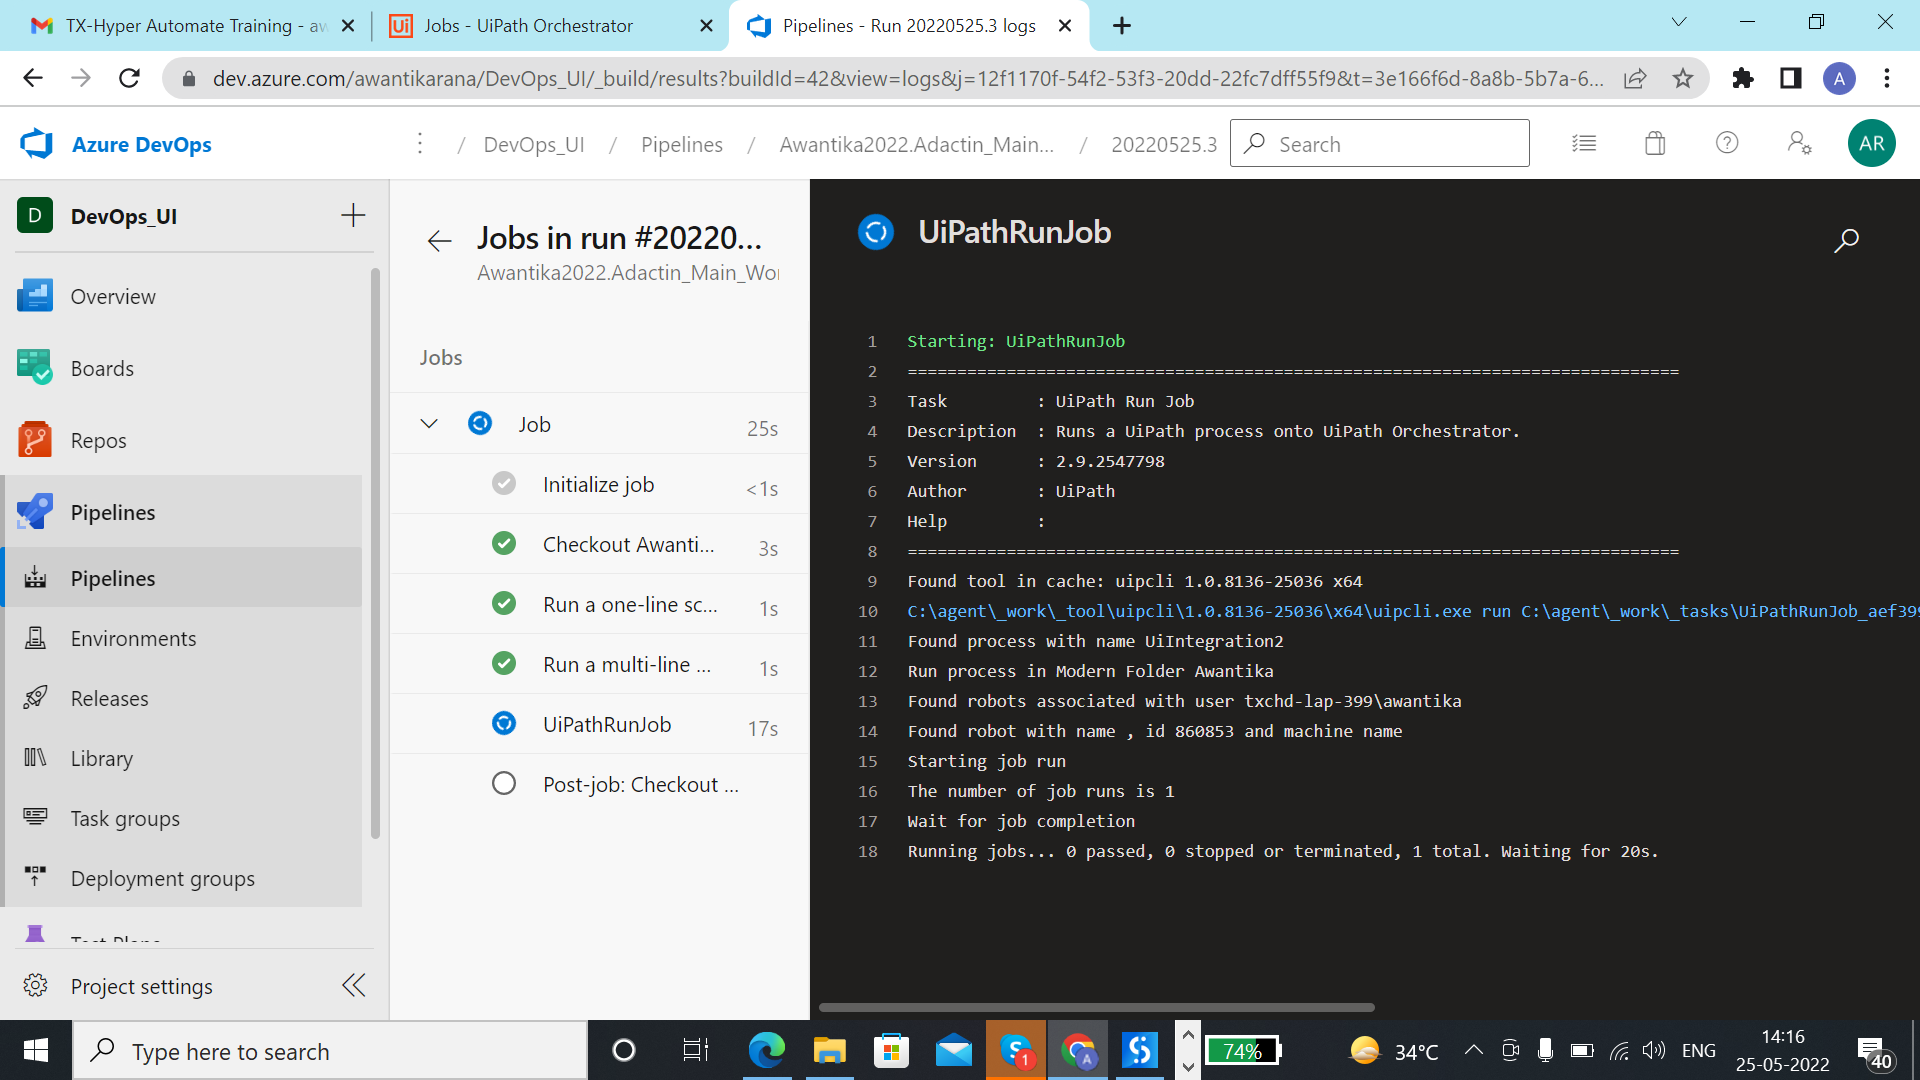 TX-Hyper Automate Training - aw
Jobs - UiPath Orchestrator
Pipelines - Run 20220525.3 logs
dev.azure.com/awantikarana/DevOps_UI/_build/results?buildId=42&view=logs&j=12f1170f-54f2-53f3-20dd-22fc7dff55f9&t=3e166f6d-8a8b-5b7a-6...
A
Azure DevOps
/ DevOps_UI / Pipelines / Awantika2022.Adactin_Main... / 20220525.3
Search
AR
D DevOps_UI
Overview
Boards
Repos
Pipelines
Pipelines
Environments
Releases
Library
Task groups
Deployment groups
Test Plans
Project settings
Jobs in run #20220...
Awantika2022.Adactin_Main_Wor
Jobs
Job 25s
Initialize job <1s
Checkout Awanti... 3s
Run a one-line sc... 1s
Run a multi-line ... 1s
UiPathRunJob 17s
Post-job: Checkout ...
UiPathRunJob
1 Starting: UiPathRunJob
2 ==============================================================================
3 Task : UiPath Run Job
4 Description : Runs a UiPath process onto UiPath Orchestrator.
5 Version : 2.9.2547798
6 Author : UiPath
7 Help :
8 ==============================================================================
9 Found tool in cache: uipcli 1.0.8136-25036 x64
10 C:\agent\_work\_tool\uipcli\1.0.8136-25036\x64\uipcli.exe run C:\agent\_work\_tasks\UiPathRunJob_aef399
11 Found process with name UiIntegration2
12 Run process in Modern Folder Awantika
13 Found robots associated with user txchd-lap-399\awantika
14 Found robot with name , id 860853 and machine name
15 Starting job run
16 The number of job runs is 1
17 Wait for job completion
18 Running jobs... 0 passed, 0 stopped or terminated, 1 total. Waiting for 20s.
Type here to search
1
A
74%
34°C
ENG
14:16
25-05-2022
40